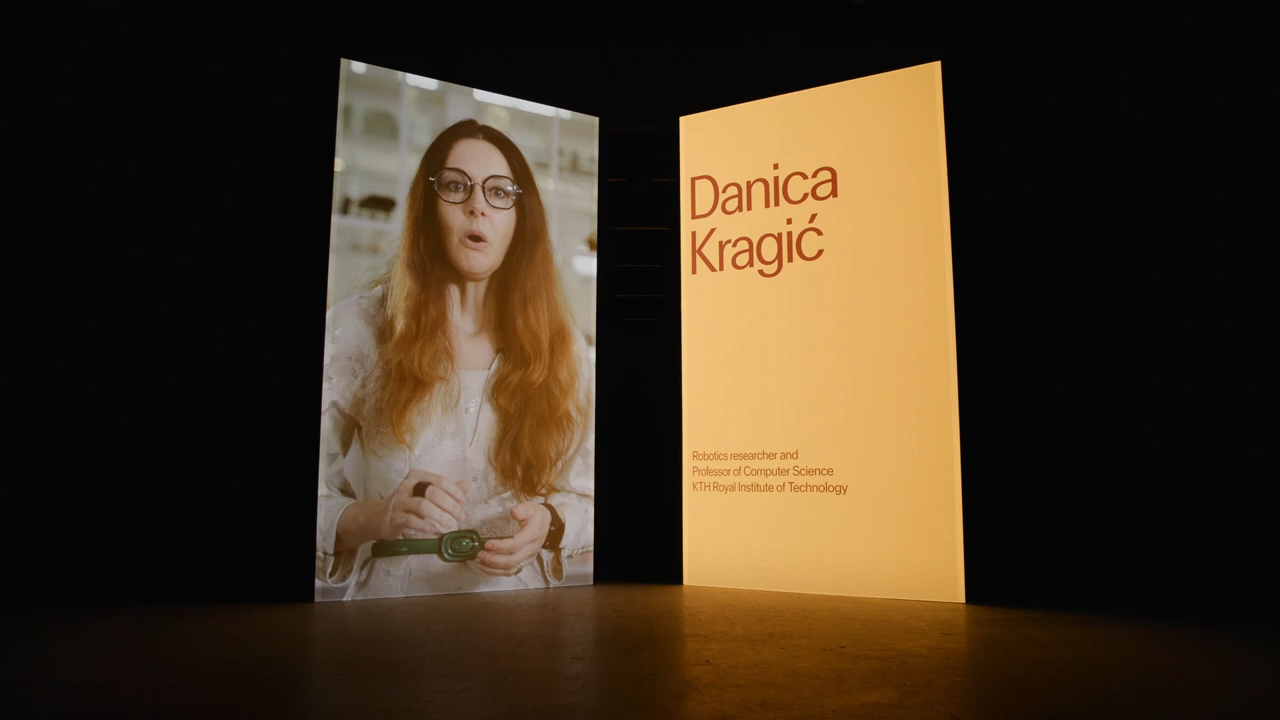 Danica
Kragić
Robotics researcher and
Professor of Computer Science
KTH Royal Institute of Technology